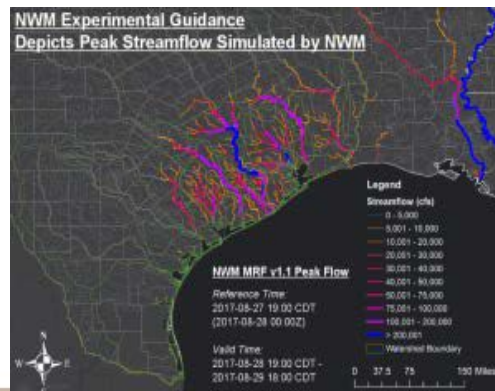 NWM Experimental Guidance
Depicts Peak Streamflow Simulated by NWM
Legend
Streamflow (cfs)
0 - 5,000
5,001 - 10,000
10,001 - 20,000
20,001 - 30,000
30,001 - 40,000
40,001 - 50,000
50,001 - 75,000
75,001 - 100,000
100,001 - 200,000
> 200,001
Watershed Boundary
NWM MRF v1.1 Peak Flow
Reference Time:
2017-08-27 19:00 CDT
(2017-08-28 00:00Z)
Valid Time:
2017-08-28 19:00 CDT -
2017-08-29 18:00 CDT
N
W
E
S
0 37.5 75 150 Miles